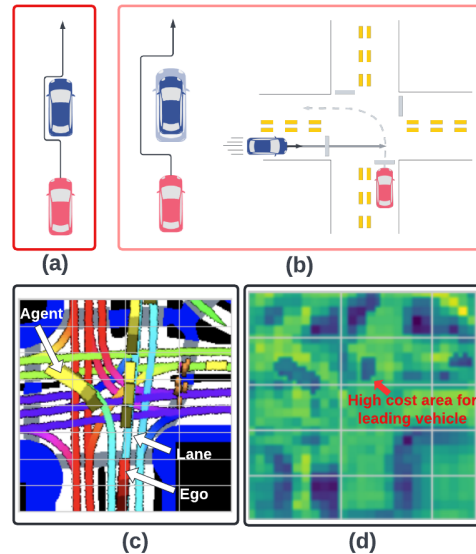 (a)
(b)
Agent
Lane
Ego
High cost area for
leading vehicle
(c)
(d)